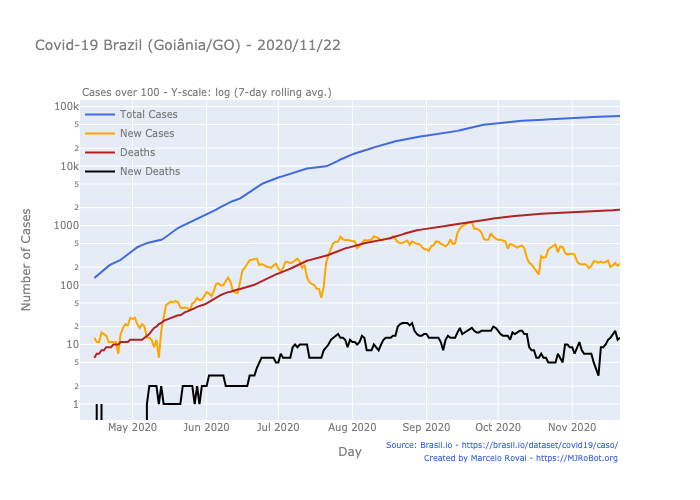 Covid-19 Brazil (Goiânia/GO) - 2020/11/22
Cases over 100 - Y-scale: log (7-day rolling avg.)
100k
5
2
10k
5
2
1000
5
2
100
5
2
10
5
2
1
Total Cases
New Cases
Deaths
New Deaths
Number of Cases
May 2020
Jun 2020
Jul 2020
Aug 2020
Sep 2020
Oct 2020
Nov 2020
Day
Source: Brasil.io - https://brasil.io/dataset/covid19/caso/
Created by Marcelo Rovai - https://MJRoBot.org